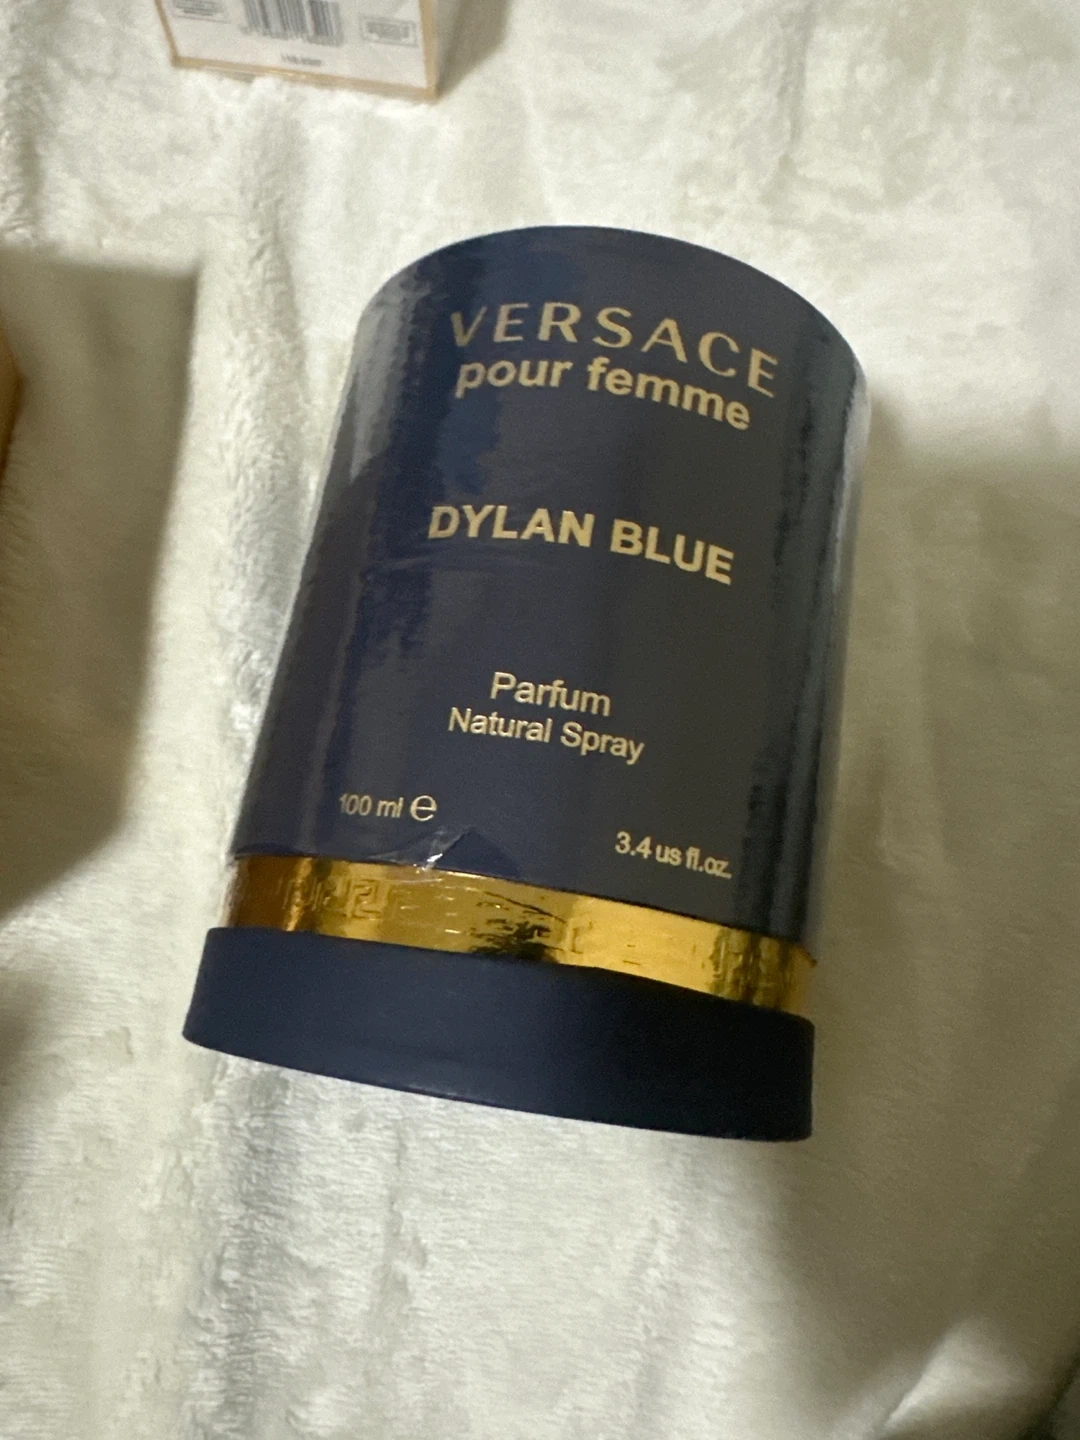 VERSACE
pour femme
DYLAN BLUE
Parfum
Natural Spray
100 ml ℮
3.4 us fl.oz.